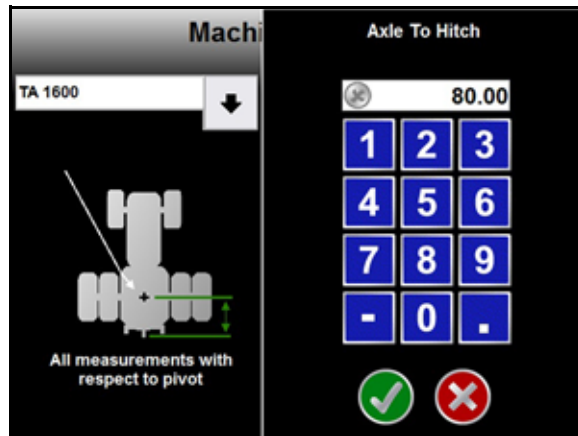 Machi
Axle To Hitch
TA 1600
80.00
1 2 3
4 5 6
7 8 9
- 0 .
All measurements with
respect to pivot